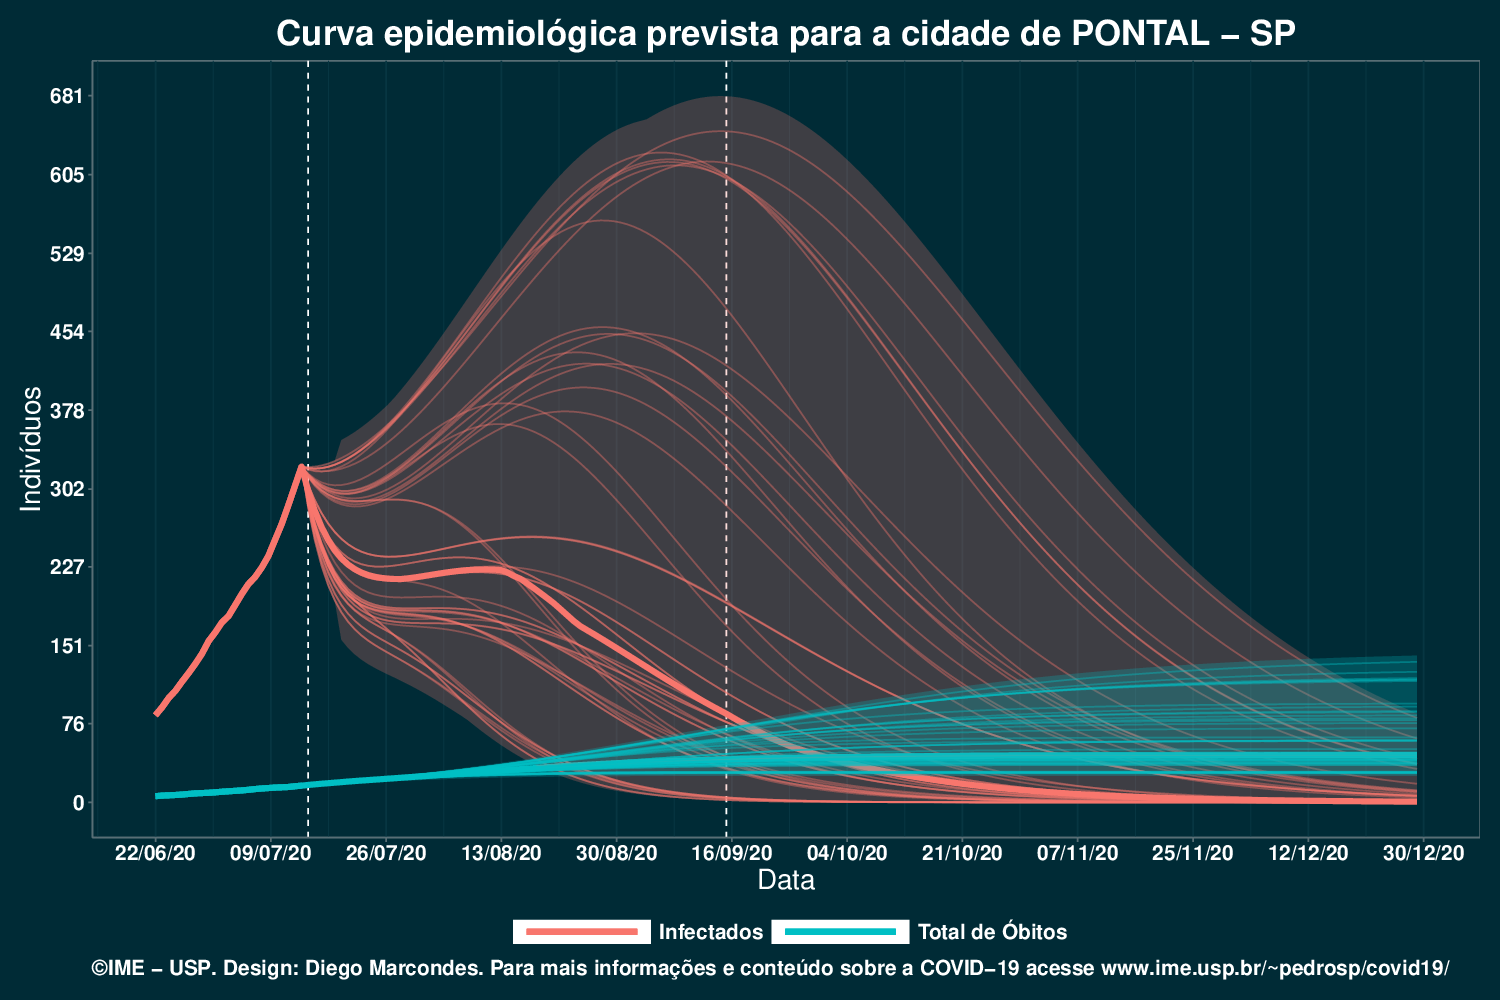 Curva epidemiológica prevista para a cidade de PONTAL – SP
681
605
529
454
378
302
227
151
76
0
Indivíduos
22/06/20 09/07/20 26/07/20 13/08/20 30/08/20 16/09/20 04/10/20 21/10/20 07/11/20 25/11/20 12/12/20 30/12/20
Data
Infectados Total de Óbitos
©IME – USP. Design: Diego Marcondes. Para mais informações e conteúdo sobre a COVID–19 acesse www.ime.usp.br/~pedrosp/covid19/